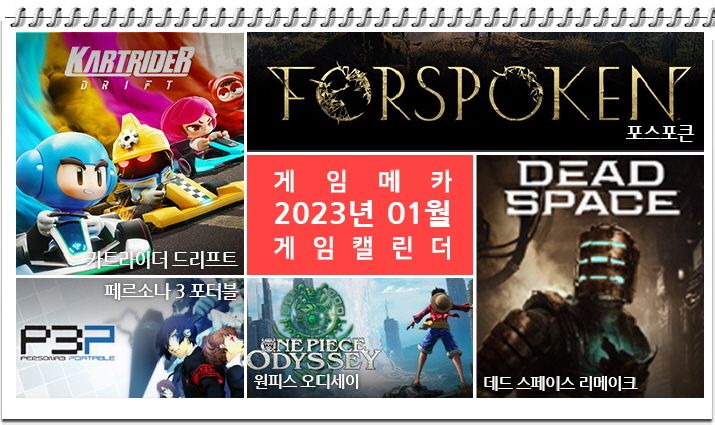 KARTRIDER
DRIFT
카트라이더 드리프트
FORSPOKEN
포스포큰
게임메카
2023년 01월
게임캘린더
DEAD
SPACE
데드 스페이스 리메이크
페르소나 3 포터블
P3P
PERSONA3 PORTABLE
ONE PIECE
ODYSSEY
원피스 오디세이